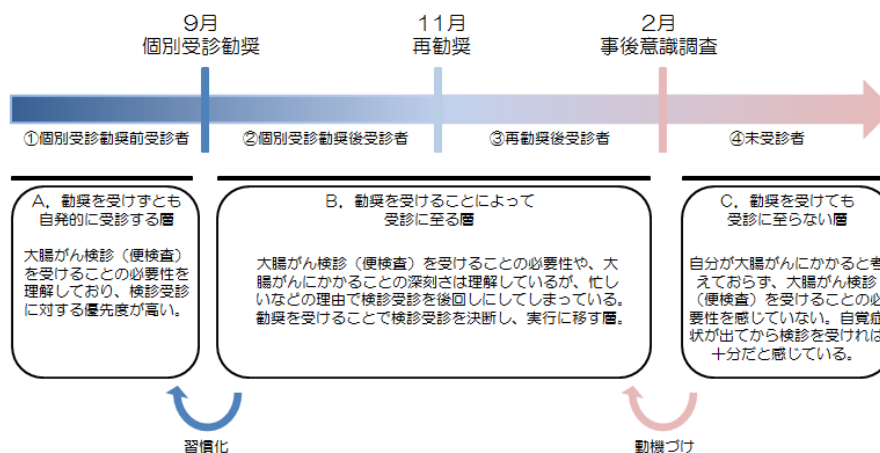 9月
個別受診勧奨
11月
再勧奨
2月
事後意識調査
①個別受診勧奨前受診者
②個別受診勧奨後受診者
③再勧奨後受診者
④未受診者
A. 勧奨を受けずとも
自発的に受診する層
大腸がん検診（便検査）
を受けることの必要性を
理解しており、検診受診
に対する優先度が高い。
B. 勧奨を受けることによって
受診に至る層
大腸がん検診（便検査）を受けることの必要性や、大
腸がんにかかることの深刻さは理解しているが、忙し
いなどの理由で検診受診を後回しにしてしまっている。
勧奨を受けることで検診受診を決断し、実行に移す層。
C. 勧奨を受けても
受診に至らない層
自分が大腸がんにかかると考
えておらず、大腸がん検診
（便検査）を受けることの必
要性を感じていない。自覚症
状が出てから検診を受ければ
十分だと感じている。
習慣化
動機づけ